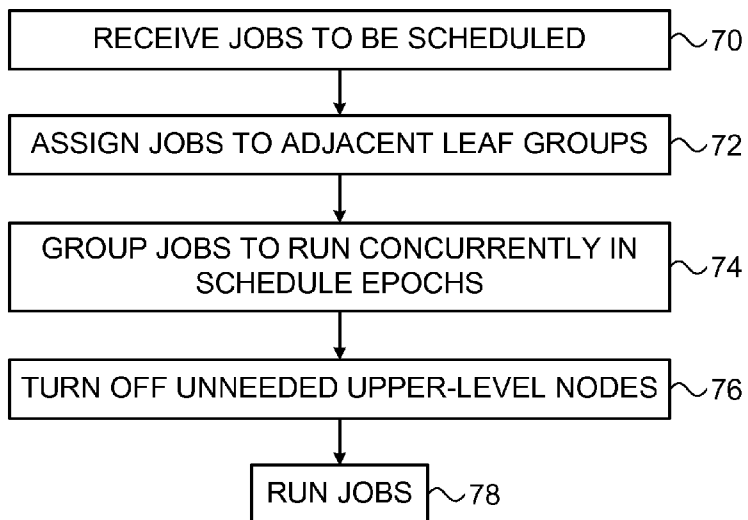 RECEIVE JOBS TO BE SCHEDULED 70
ASSIGN JOBS TO ADJACENT LEAF GROUPS 72
GROUP JOBS TO RUN CONCURRENTLY IN
SCHEDULE EPOCHS 74
TURN OFF UNNEEDED UPPER-LEVEL NODES 76
RUN JOBS 78